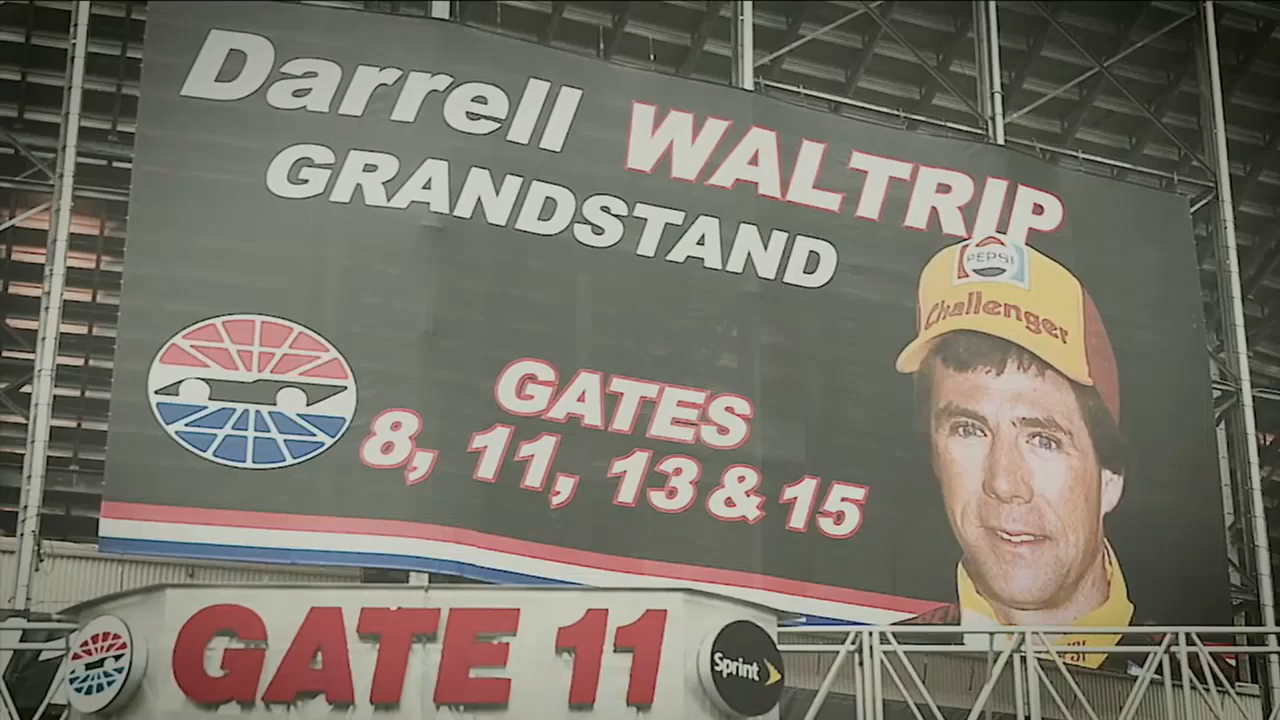 Darrell WALTRIP
GRANDSTAND
PEPSI
Challenger
GATES
8, 11, 13 & 15
GATE 11
Sprint